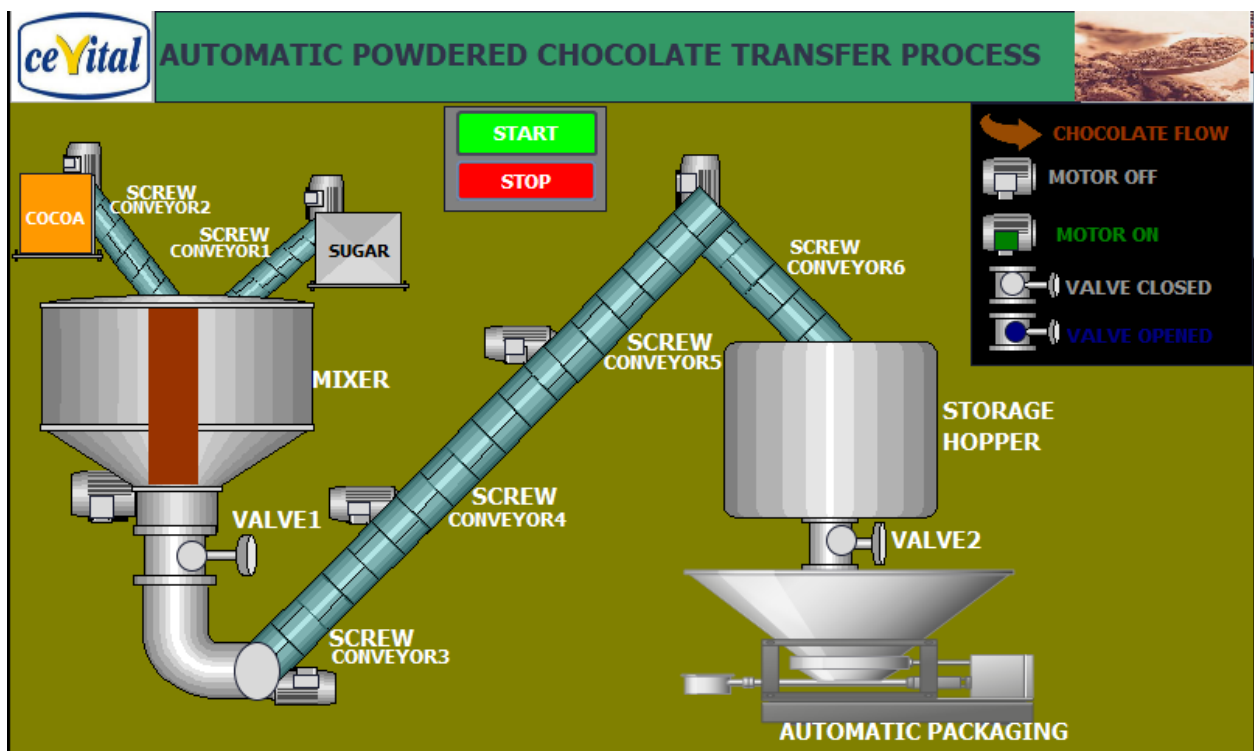 ceVital
AUTOMATIC POWDERED CHOCOLATE TRANSFER PROCESS
START
STOP
CHOCOLATE FLOW
MOTOR OFF
MOTOR ON
VALVE CLOSED
VALVE OPENED
COCOA
SCREW
CONVEYOR2
SCREW
CONVEYOR1
SUGAR
SCREW
CONVEYOR6
MIXER
SCREW
CONVEYOR5
STORAGE
HOPPER
SCREW
CONVEYOR4
VALVE1
VALVE2
SCREW
CONVEYOR3
AUTOMATIC PACKAGING